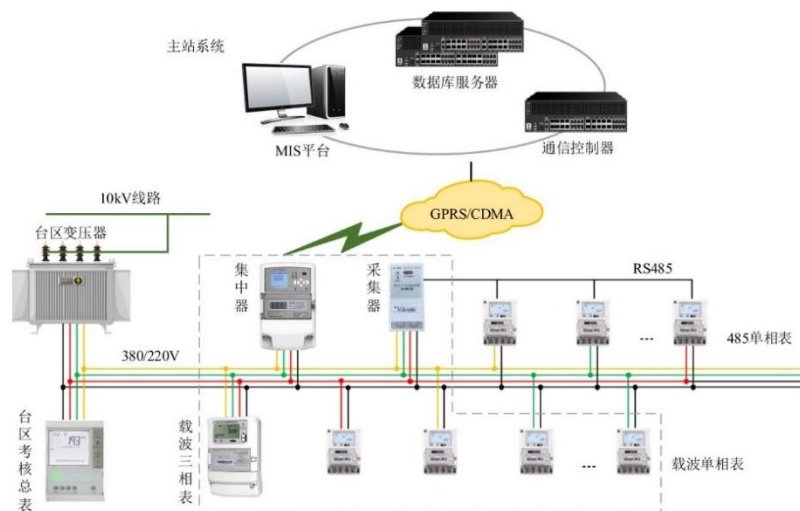 主站系统
数据库服务器
MIS平台
通信控制器
10kV线路
GPRS/CDMA
台区变压器
集中器
采集器
RS485
---
485单相表
380/220V
台区考核总表
载波三相表
---
载波单相表